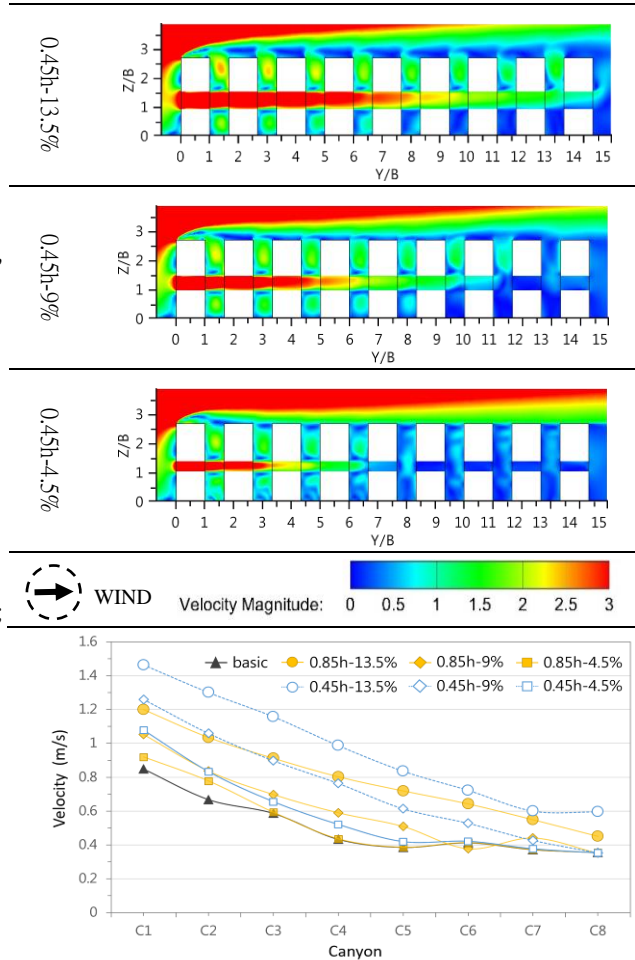 0.45h-13.5%
Z/B
3
2
1
0
0 1 2 3 4 5 6 7 8 9 10 11 12 13 14 15
Y/B
0.45h-9%
Z/B
3
2
1
0
0 1 2 3 4 5 6 7 8 9 10 11 12 13 14 15
Y/B
0.45h-4.5%
Z/B
3
2
1
0
0 1 2 3 4 5 6 7 8 9 10 11 12 13 14 15
Y/B
WIND
Velocity Magnitude: 0 0.5 1 1.5 2 2.5 3
basic 0.85h-13.5% 0.85h-9% 0.85h-4.5%
0.45h-13.5% 0.45h-9% 0.45h-4.5%
Velocity (m/s)
1.6
1.4
1.2
1
0.8
0.6
0.4
0.2
0
C1 C2 C3 C4 C5 C6 C7 C8
Canyon